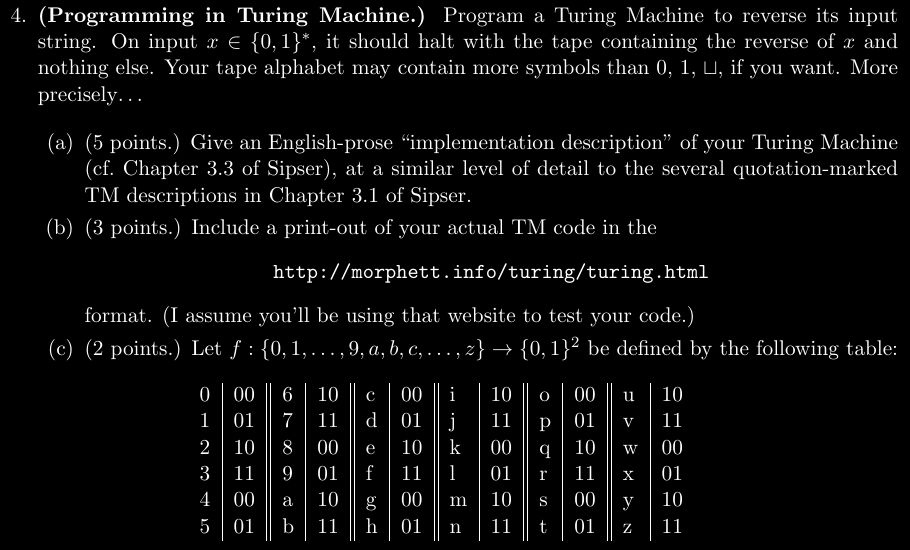 4. (Programming in Turing Machine.) Program a Turing Machine to reverse its input
string. On input x ∈ {0, 1}*, it should halt with the tape containing the reverse of x and
nothing else. Your tape alphabet may contain more symbols than 0, 1, ⊔, if you want. More
precisely...
(a) (5 points.) Give an English-prose “implementation description” of your Turing Machine
(cf. Chapter 3.3 of Sipser), at a similar level of detail to the several quotation-marked
TM descriptions in Chapter 3.1 of Sipser.
(b) (3 points.) Include a print-out of your actual TM code in the
http://morphett.info/turing/turing.html
format. (I assume you’ll be using that website to test your code.)
(c) (2 points.) Let f : {0, 1, . . . , 9, a, b, c, . . . , z} → {0, 1}² be defined by the following table:
0 00 6 10 c 00 i 10 o 00 u 10
1 01 7 11 d 01 j 11 p 01 v 11
2 10 8 00 e 10 k 00 q 10 w 00
3 11 9 01 f 11 l 01 r 11 x 01
4 00 a 10 g 00 m 10 s 00 y 10
5 01 b 11 h 01 n 11 t 01 z 11